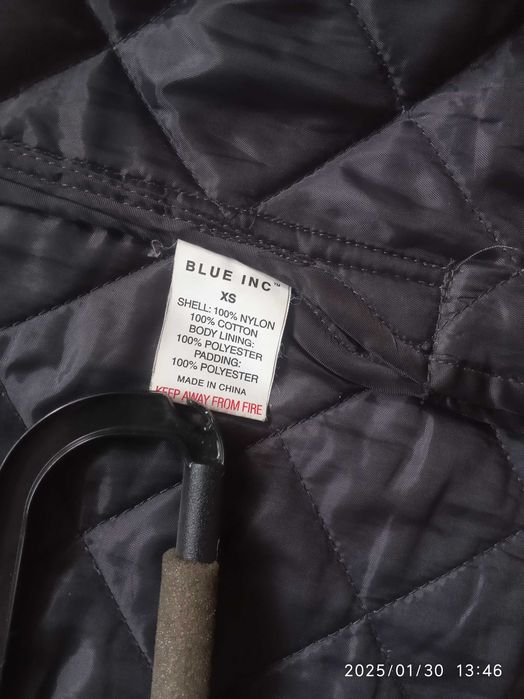 BLUE INC™
XS
SHELL: 100% NYLON
100% COTTON
BODY LINING:
100% POLYESTER
PADDING:
100% POLYESTER
MADE IN CHINA
KEEP AWAY FROM FIRE
2025/01/30 13:46